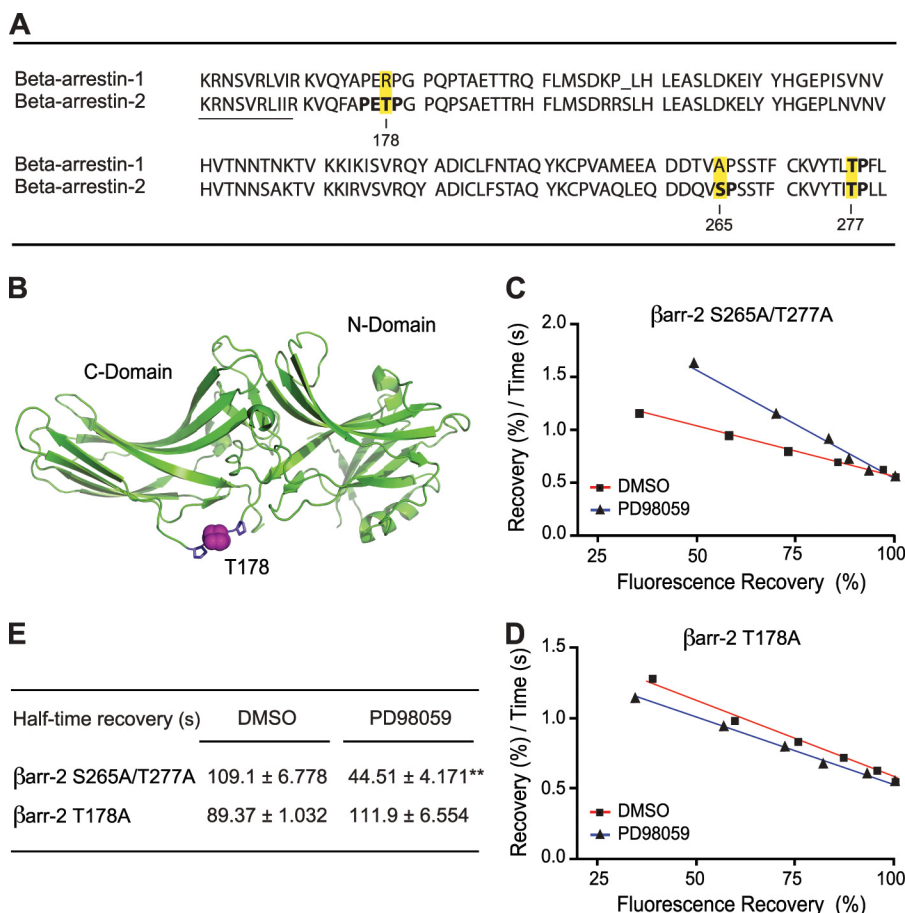 A
Beta-arrestin-1 KRNSVRLVIR KVQYAPERPG PQPTAETTRQ FLMSDKP_LH LEASLDKEIY YHGEPISVNV
Beta-arrestin-2 KRNSVRLIIR KVQFAPETPG PQPSAETTRH FLMSDRRSLH LEASLDKELY YHGEPLNVNV
178
Beta-arrestin-1 HVTNNTNKTV KKIKISVRQY ADICLFNTAQ YKCPVAMEEA DDTVAPSSTF CKVYTLTPFL
Beta-arrestin-2 HVTNNSAKTV KKIRVSVRQY ADICLFSTAQ YKCPVAQLEQ DDQVSPSSTF CKVYTITPLL
265 277
B
N-Domain
C-Domain
T178
C
βarr-2 S265A/T277A
Recovery (%) / Time (s)
2.0
1.5
1.0
0.5
0.0
DMSO
PD98059
25 50 75 100
Fluorescence Recovery (%)
E
Half-time recovery (s) DMSO PD98059
βarr-2 S265A/T277A 109.1 ± 6.778 44.51 ± 4.171**
βarr-2 T178A 89.37 ± 1.032 111.9 ± 6.554
D
βarr-2 T178A
Recovery (%) / Time (s)
1.5
1.0
0.5
0.0
DMSO
PD98059
25 50 75 100
Fluorescence Recovery (%)